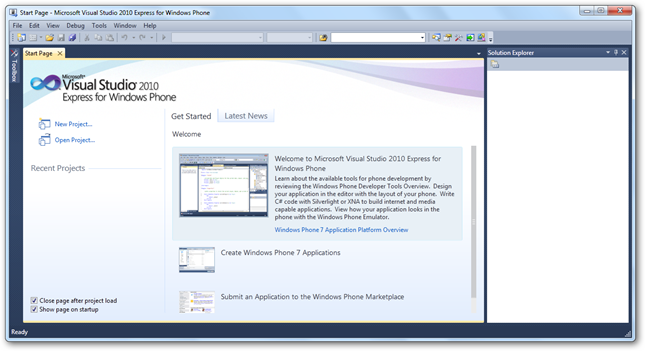 Start Page - Microsoft Visual Studio 2010 Express for Windows Phone
File Edit View Debug Tools Window Help
Toolbox
Start Page
Solution Explorer
Microsoft
Visual Studio 2010
Express for Windows Phone
New Project...
Open Project...
Recent Projects
Close page after project load
Show page on startup
Get Started Latest News
Welcome
Welcome to Microsoft Visual Studio 2010 Express for
Windows Phone
Learn about the available tools for phone development by
reviewing the Windows Phone Developer Tools Overview. Design
your application in the editor with the layout of your phone. Write
C# code with Silverlight or XNA to build internet and media
capable applications. View how your application looks in the
phone with the Windows Phone Emulator.
Windows Phone 7 Application Platform Overview
Create Windows Phone 7 Applications
Submit an Application to the Windows Phone Marketplace
Ready